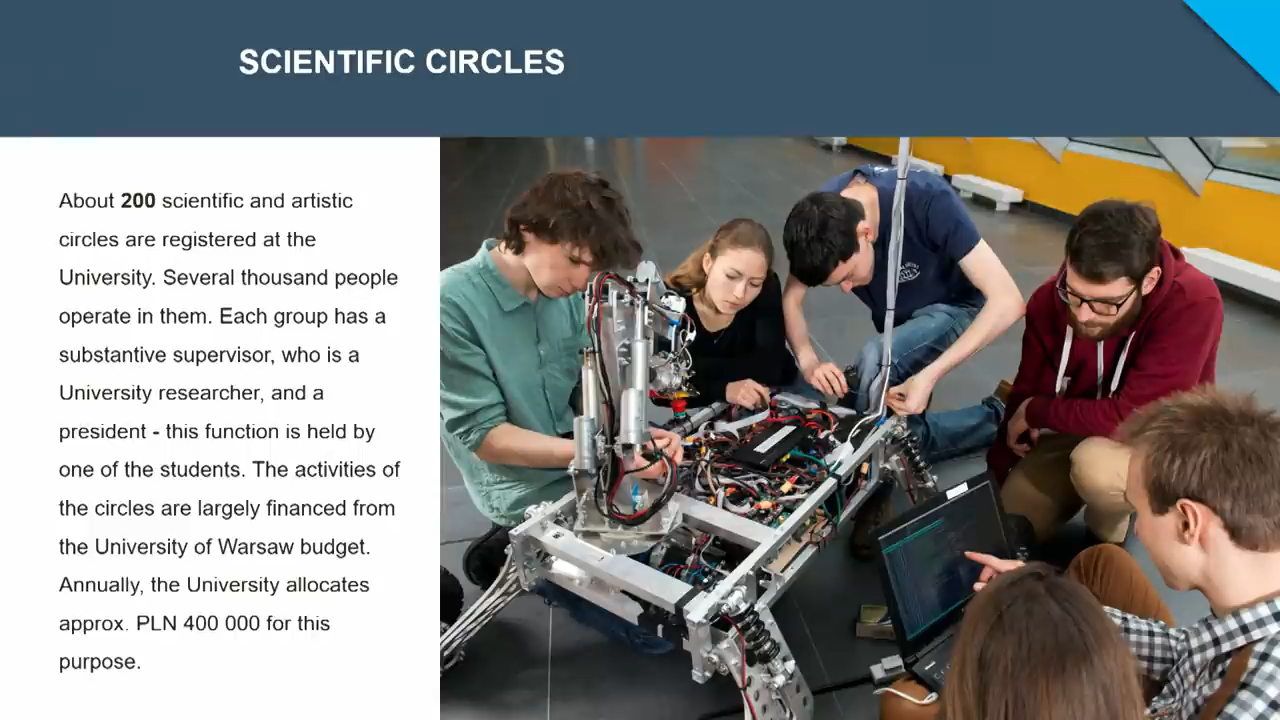 SCIENTIFIC CIRCLES
About 200 scientific and artistic
circles are registered at the
University. Several thousand people
operate in them. Each group has a
substantive supervisor, who is a
University researcher, and a
president - this function is held by
one of the students. The activities of
the circles are largely financed from
the University of Warsaw budget.
Annually, the University allocates
approx. PLN 400 000 for this
purpose.